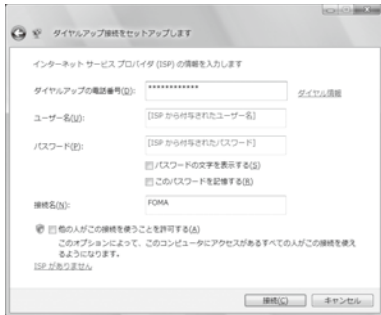 ダイヤルアップ接続をセットアップします
インターネット サービス プロバイダ (ISP) の情報を入力します
ダイヤルアップの電話番号(D): ************ ダイヤル情報
ユーザー名(U): [ISP から付与されたユーザー名]
パスワード(P): [ISP から付与されたパスワード]
パスワードの文字を表示する(S)
このパスワードを記憶する(R)
接続名(N): FOMA
他の人がこの接続を使うことを許可する(A)
このオプションによって、このコンピュータにアクセスがあるすべての人がこの接続を使え
るようになります。
ISP がありません
接続(C) キャンセル